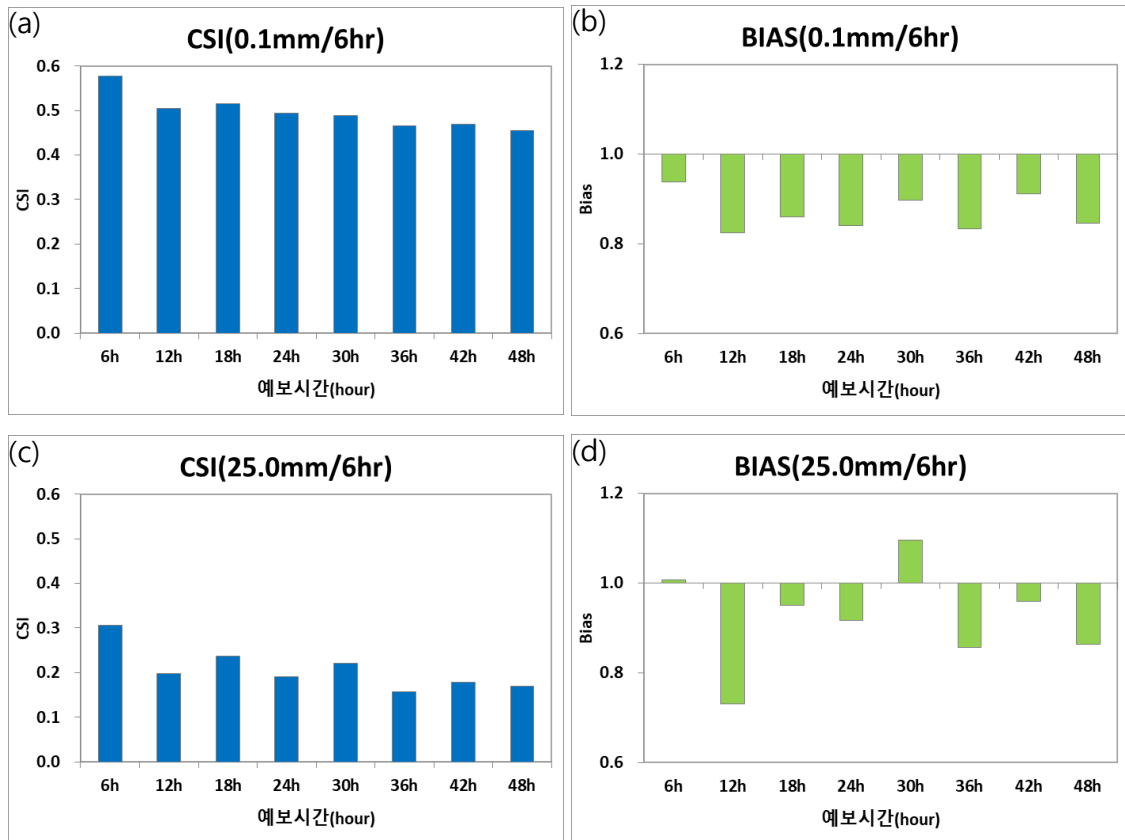 (a)
CSI(0.1mm/6hr)
0.6
0.5
0.4
0.3
0.2
0.1
0.0
CSI
6h 12h 18h 24h 30h 36h 42h 48h
예보시간(hour)
(b)
BIAS(0.1mm/6hr)
1.2
1.0
0.8
0.6
Bias
6h 12h 18h 24h 30h 36h 42h 48h
예보시간(hour)
(c)
CSI(25.0mm/6hr)
0.6
0.5
0.4
0.3
0.2
0.1
0.0
CSI
6h 12h 18h 24h 30h 36h 42h 48h
예보시간(hour)
(d)
BIAS(25.0mm/6hr)
1.2
1.0
0.8
0.6
Bias
6h 12h 18h 24h 30h 36h 42h 48h
예보시간(hour)